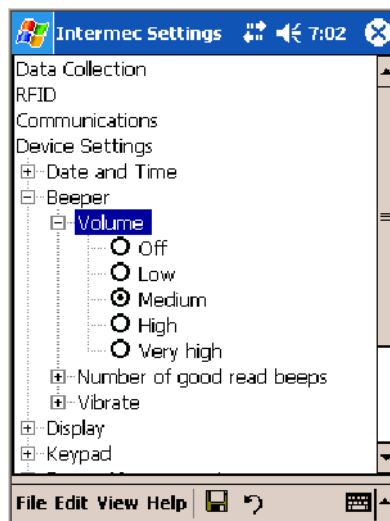 Intermec Settings 7:02
Data Collection
RFID
Communications
Device Settings
Date and Time
Beeper
Volume
Off
Low
Medium
High
Very high
Number of good read beeps
Vibrate
Display
Keypad
File Edit View Help